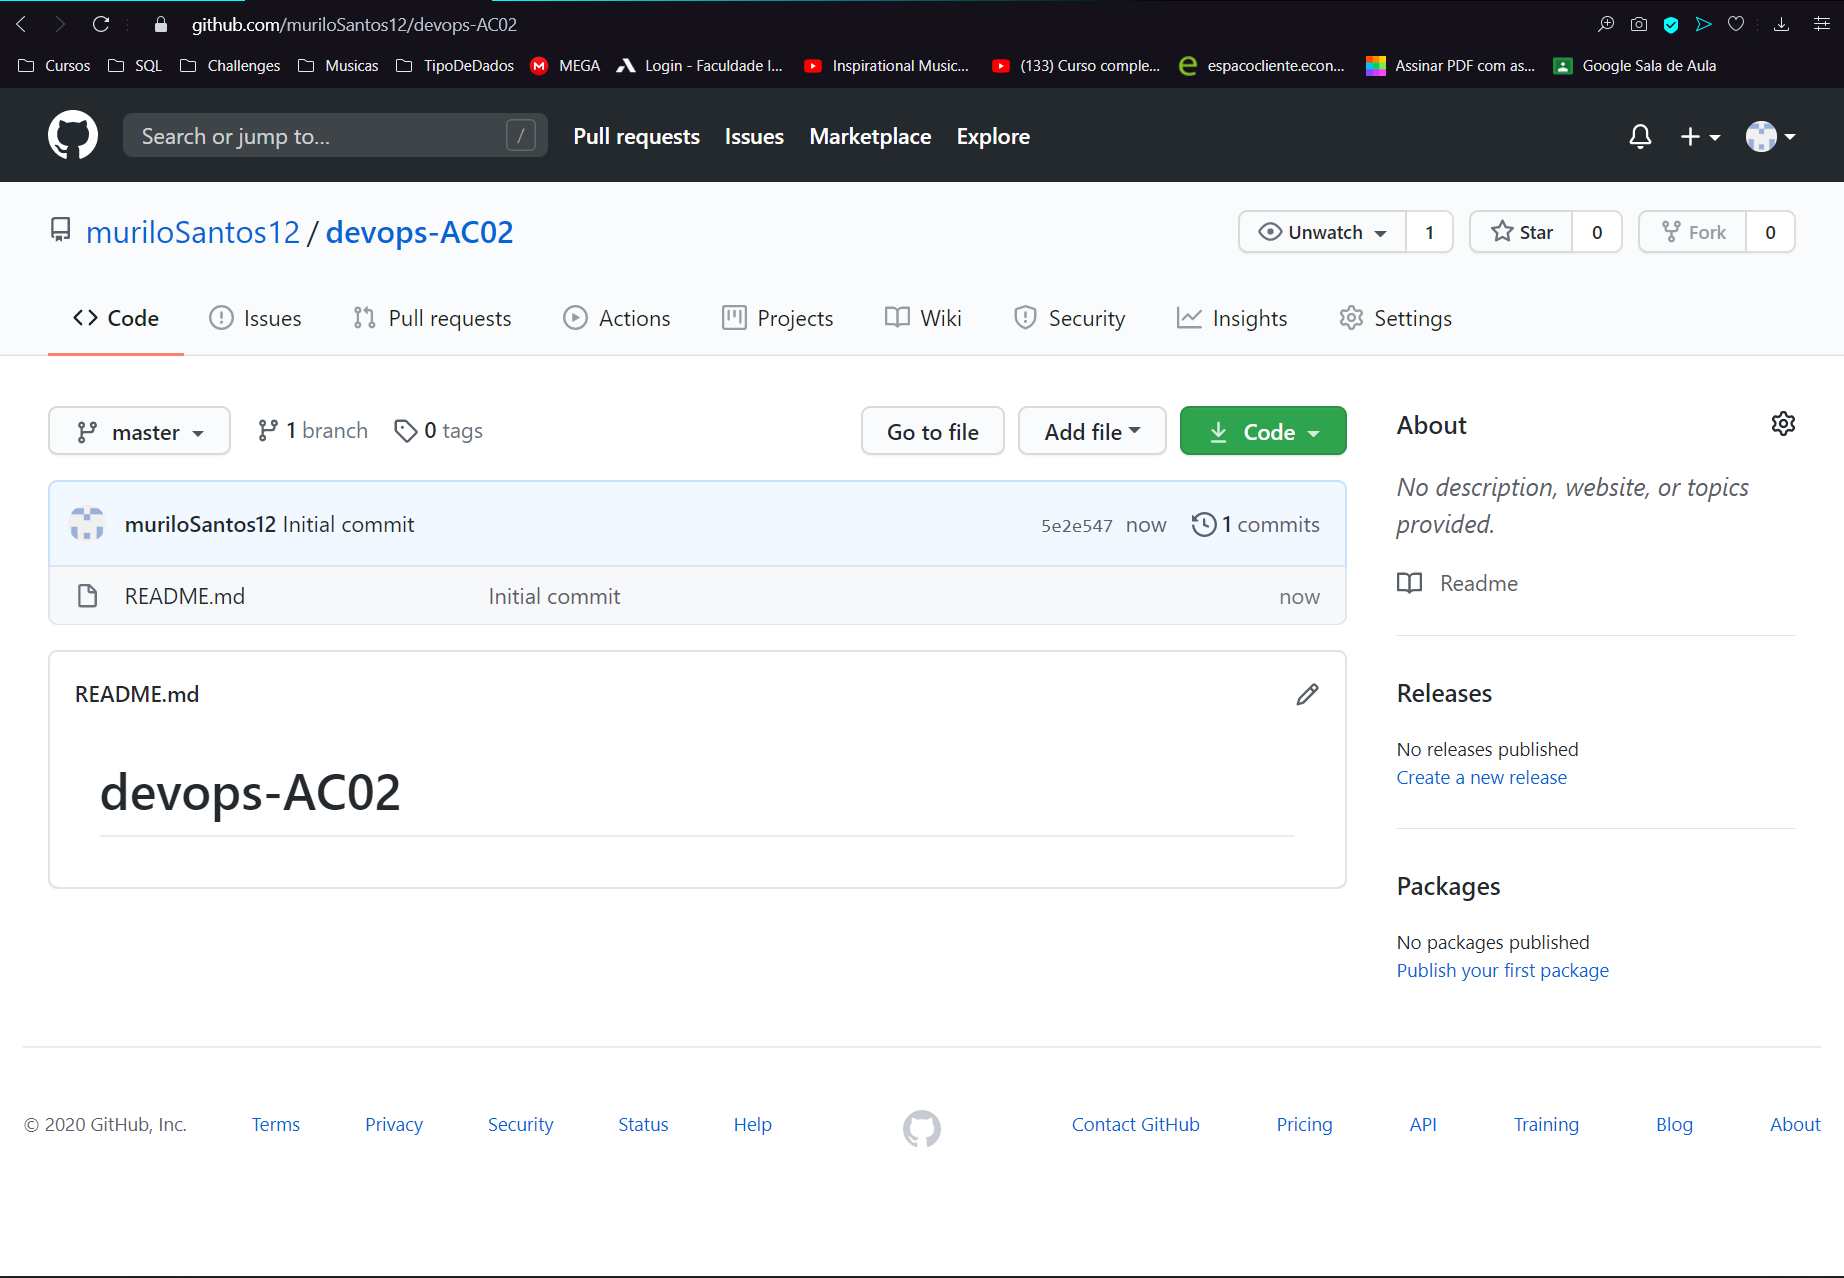 github.com/muriloSantos12/devops-AC02
Cursos SQL Challenges Musicas TipoDeDados MEGA Login - Faculdade I... Inspirational Music... (133) Curso comple... espacocliente.econ... Assinar PDF com as... Google Sala de Aula
Search or jump to... / Pull requests Issues Marketplace Explore
muriloSantos12 / devops-AC02 Unwatch 1 Star 0 Fork 0
Code Issues Pull requests Actions Projects Wiki Security Insights Settings
master 1 branch 0 tags Go to file Add file Code
muriloSantos12 Initial commit 5e2e547 now 1 commits
README.md Initial commit now
README.md
devops-AC02
About
No description, website, or topics
provided.
Readme
Releases
No releases published
Create a new release
Packages
No packages published
Publish your first package
© 2020 GitHub, Inc. Terms Privacy Security Status Help Contact GitHub Pricing API Training Blog About